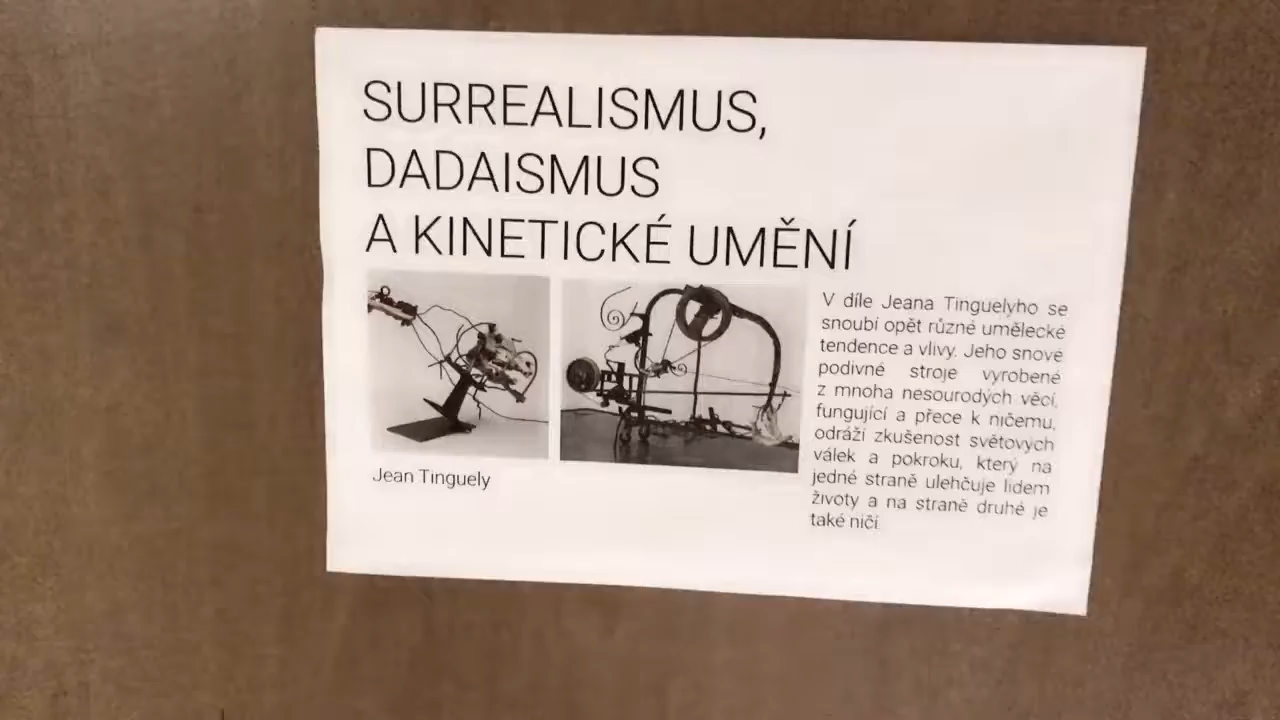 SURREALISMUS,
DADAISMUS
A KINETICKÉ UMĚNÍ
V díle Jeana Tinguelyho se
snoubí opět různé umělecké
tendence a vlivy. Jeho snové
podivné stroje vyrobené
z mnoha nesourodých věcí,
fungující a přece k ničemu,
odráží zkušenost světových
válek a pokroku, který na
jedné straně ulehčuje lidem
životy a na straně druhé je
také ničí.
Jean Tinguely